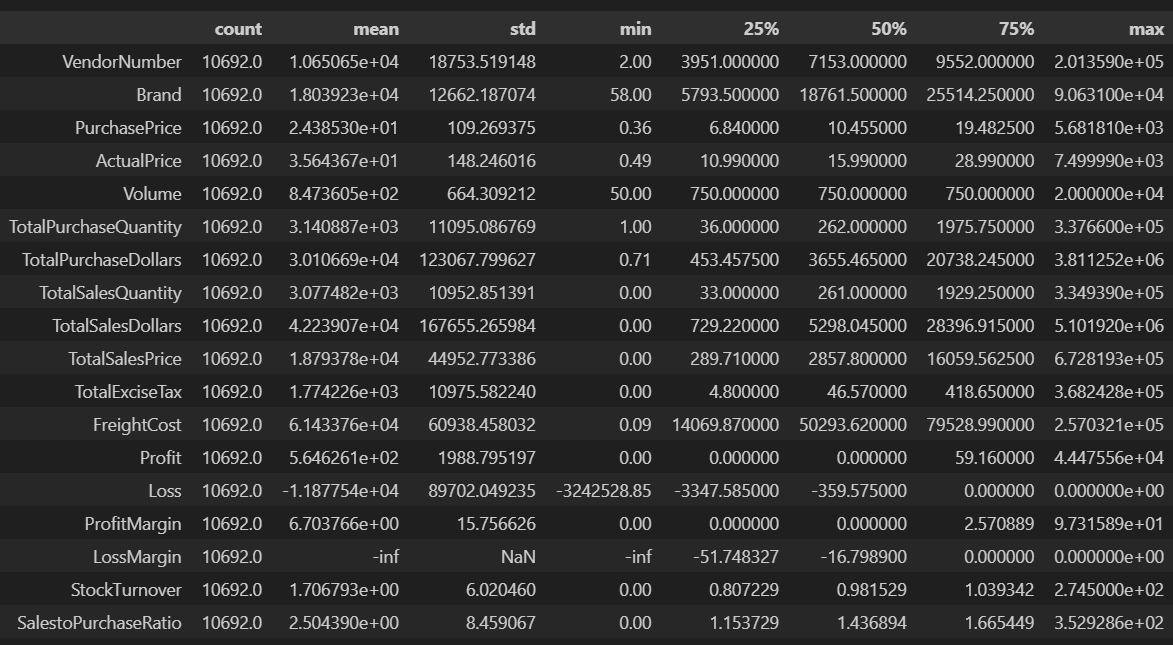 count mean std min 25% 50% 75% max
VendorNumber 10692.0 1.065065e+04 18753.519148 2.00 3951.000000 7153.000000 9552.000000 2.013590e+05
Brand 10692.0 1.803923e+04 12662.187074 58.00 5793.500000 18761.500000 25514.250000 9.063100e+04
PurchasePrice 10692.0 2.438530e+01 109.269375 0.36 6.840000 10.455000 19.482500 5.681810e+03
ActualPrice 10692.0 3.564367e+01 148.246016 0.49 10.990000 15.990000 28.990000 7.499990e+03
Volume 10692.0 8.473605e+02 664.309212 50.00 750.000000 750.000000 750.000000 2.000000e+04
TotalPurchaseQuantity 10692.0 3.140887e+03 11095.086769 1.00 36.000000 262.000000 1975.750000 3.376600e+05
TotalPurchaseDollars 10692.0 3.010669e+04 123067.799627 0.71 453.457500 3655.465000 20738.245000 3.811252e+06
TotalSalesQuantity 10692.0 3.077482e+03 10952.851391 0.00 33.000000 261.000000 1929.250000 3.349390e+05
TotalSalesDollars 10692.0 4.223907e+04 167655.265984 0.00 729.220000 5298.045000 28396.915000 5.101920e+06
TotalSalesPrice 10692.0 1.879378e+04 44952.773386 0.00 289.710000 2857.800000 16059.562500 6.728193e+05
TotalExciseTax 10692.0 1.774226e+03 10975.582240 0.00 4.800000 46.570000 418.650000 3.682428e+05
FreightCost 10692.0 6.143376e+04 60938.458032 0.09 14069.870000 50293.620000 79528.990000 2.570321e+05
Profit 10692.0 5.646261e+02 1988.795197 0.00 0.000000 0.000000 59.160000 4.447556e+04
Loss 10692.0 -1.187754e+04 89702.049235 -3242528.85 -3347.585000 -359.575000 0.000000 0.000000e+00
ProfitMargin 10692.0 6.703766e+00 15.756626 0.00 0.000000 0.000000 2.570889 9.731589e+01
LossMargin 10692.0 -inf NaN -inf -51.748327 -16.798900 0.000000 0.000000e+00
StockTurnover 10692.0 1.706793e+00 6.020460 0.00 0.807229 0.981529 1.039342 2.745000e+02
SalestoPurchaseRatio 10692.0 2.504390e+00 8.459067 0.00 1.153729 1.436894 1.665449 3.529286e+02